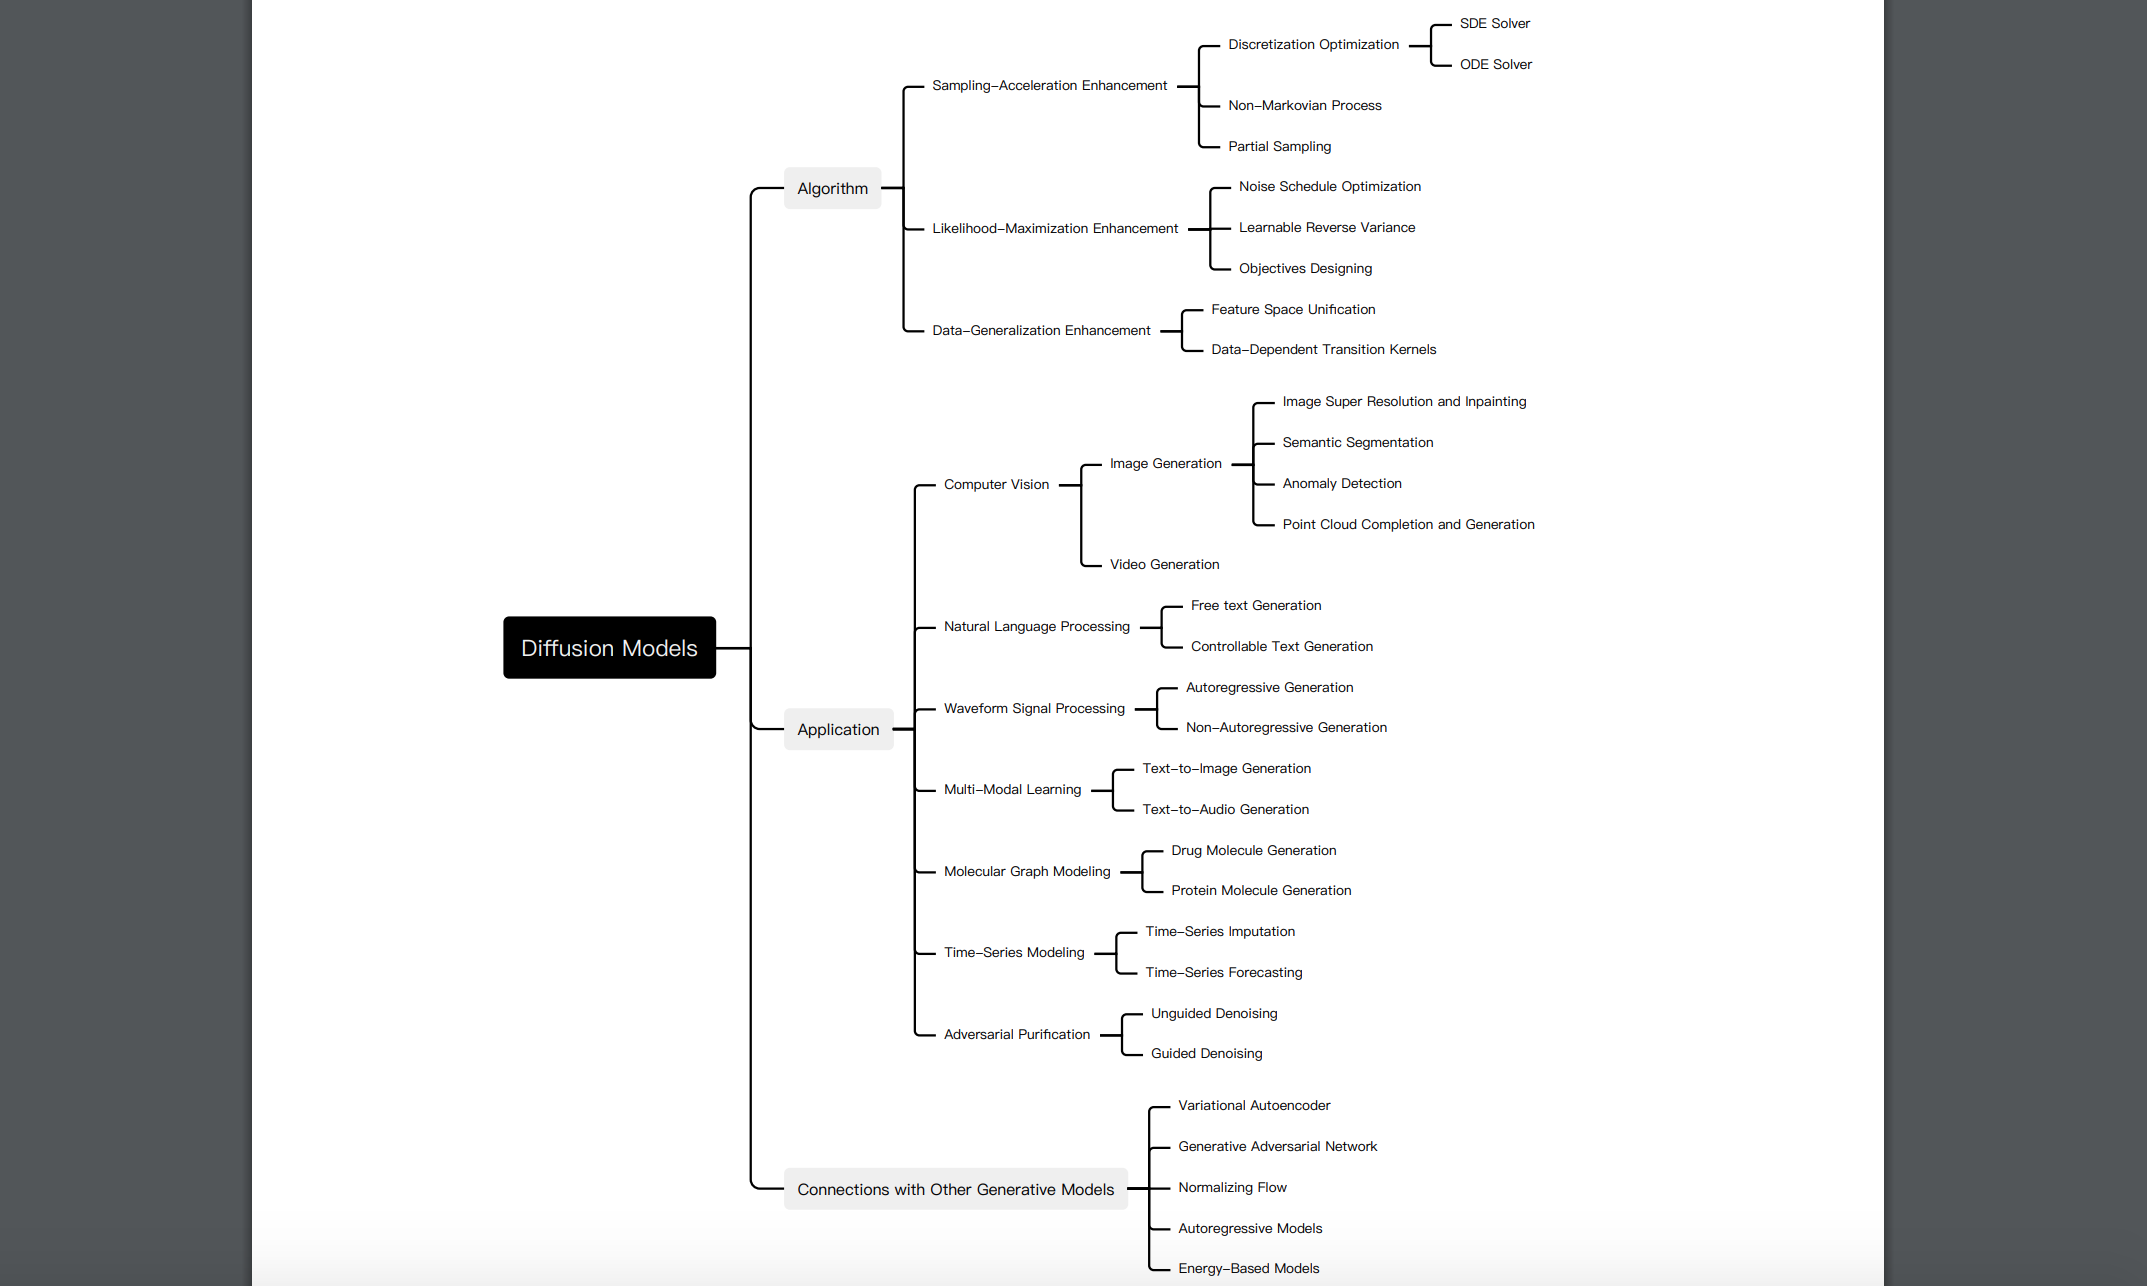 Diffusion Models
Algorithm
Sampling–Acceleration Enhancement
Discretization Optimization
SDE Solver
ODE Solver
Non–Markovian Process
Partial Sampling
Likelihood–Maximization Enhancement
Noise Schedule Optimization
Learnable Reverse Variance
Objectives Designing
Data–Generalization Enhancement
Feature Space Unification
Data–Dependent Transition Kernels
Application
Computer Vision
Image Generation
Image Super Resolution and Inpainting
Semantic Segmentation
Anomaly Detection
Point Cloud Completion and Generation
Video Generation
Natural Language Processing
Free text Generation
Controllable Text Generation
Waveform Signal Processing
Autoregressive Generation
Non–Autoregressive Generation
Multi–Modal Learning
Text–to–Image Generation
Text–to–Audio Generation
Molecular Graph Modeling
Drug Molecule Generation
Protein Molecule Generation
Time–Series Modeling
Time–Series Imputation
Time–Series Forecasting
Adversarial Purification
Unguided Denoising
Guided Denoising
Connections with Other Generative Models
Variational Autoencoder
Generative Adversarial Network
Normalizing Flow
Autoregressive Models
Energy–Based Models